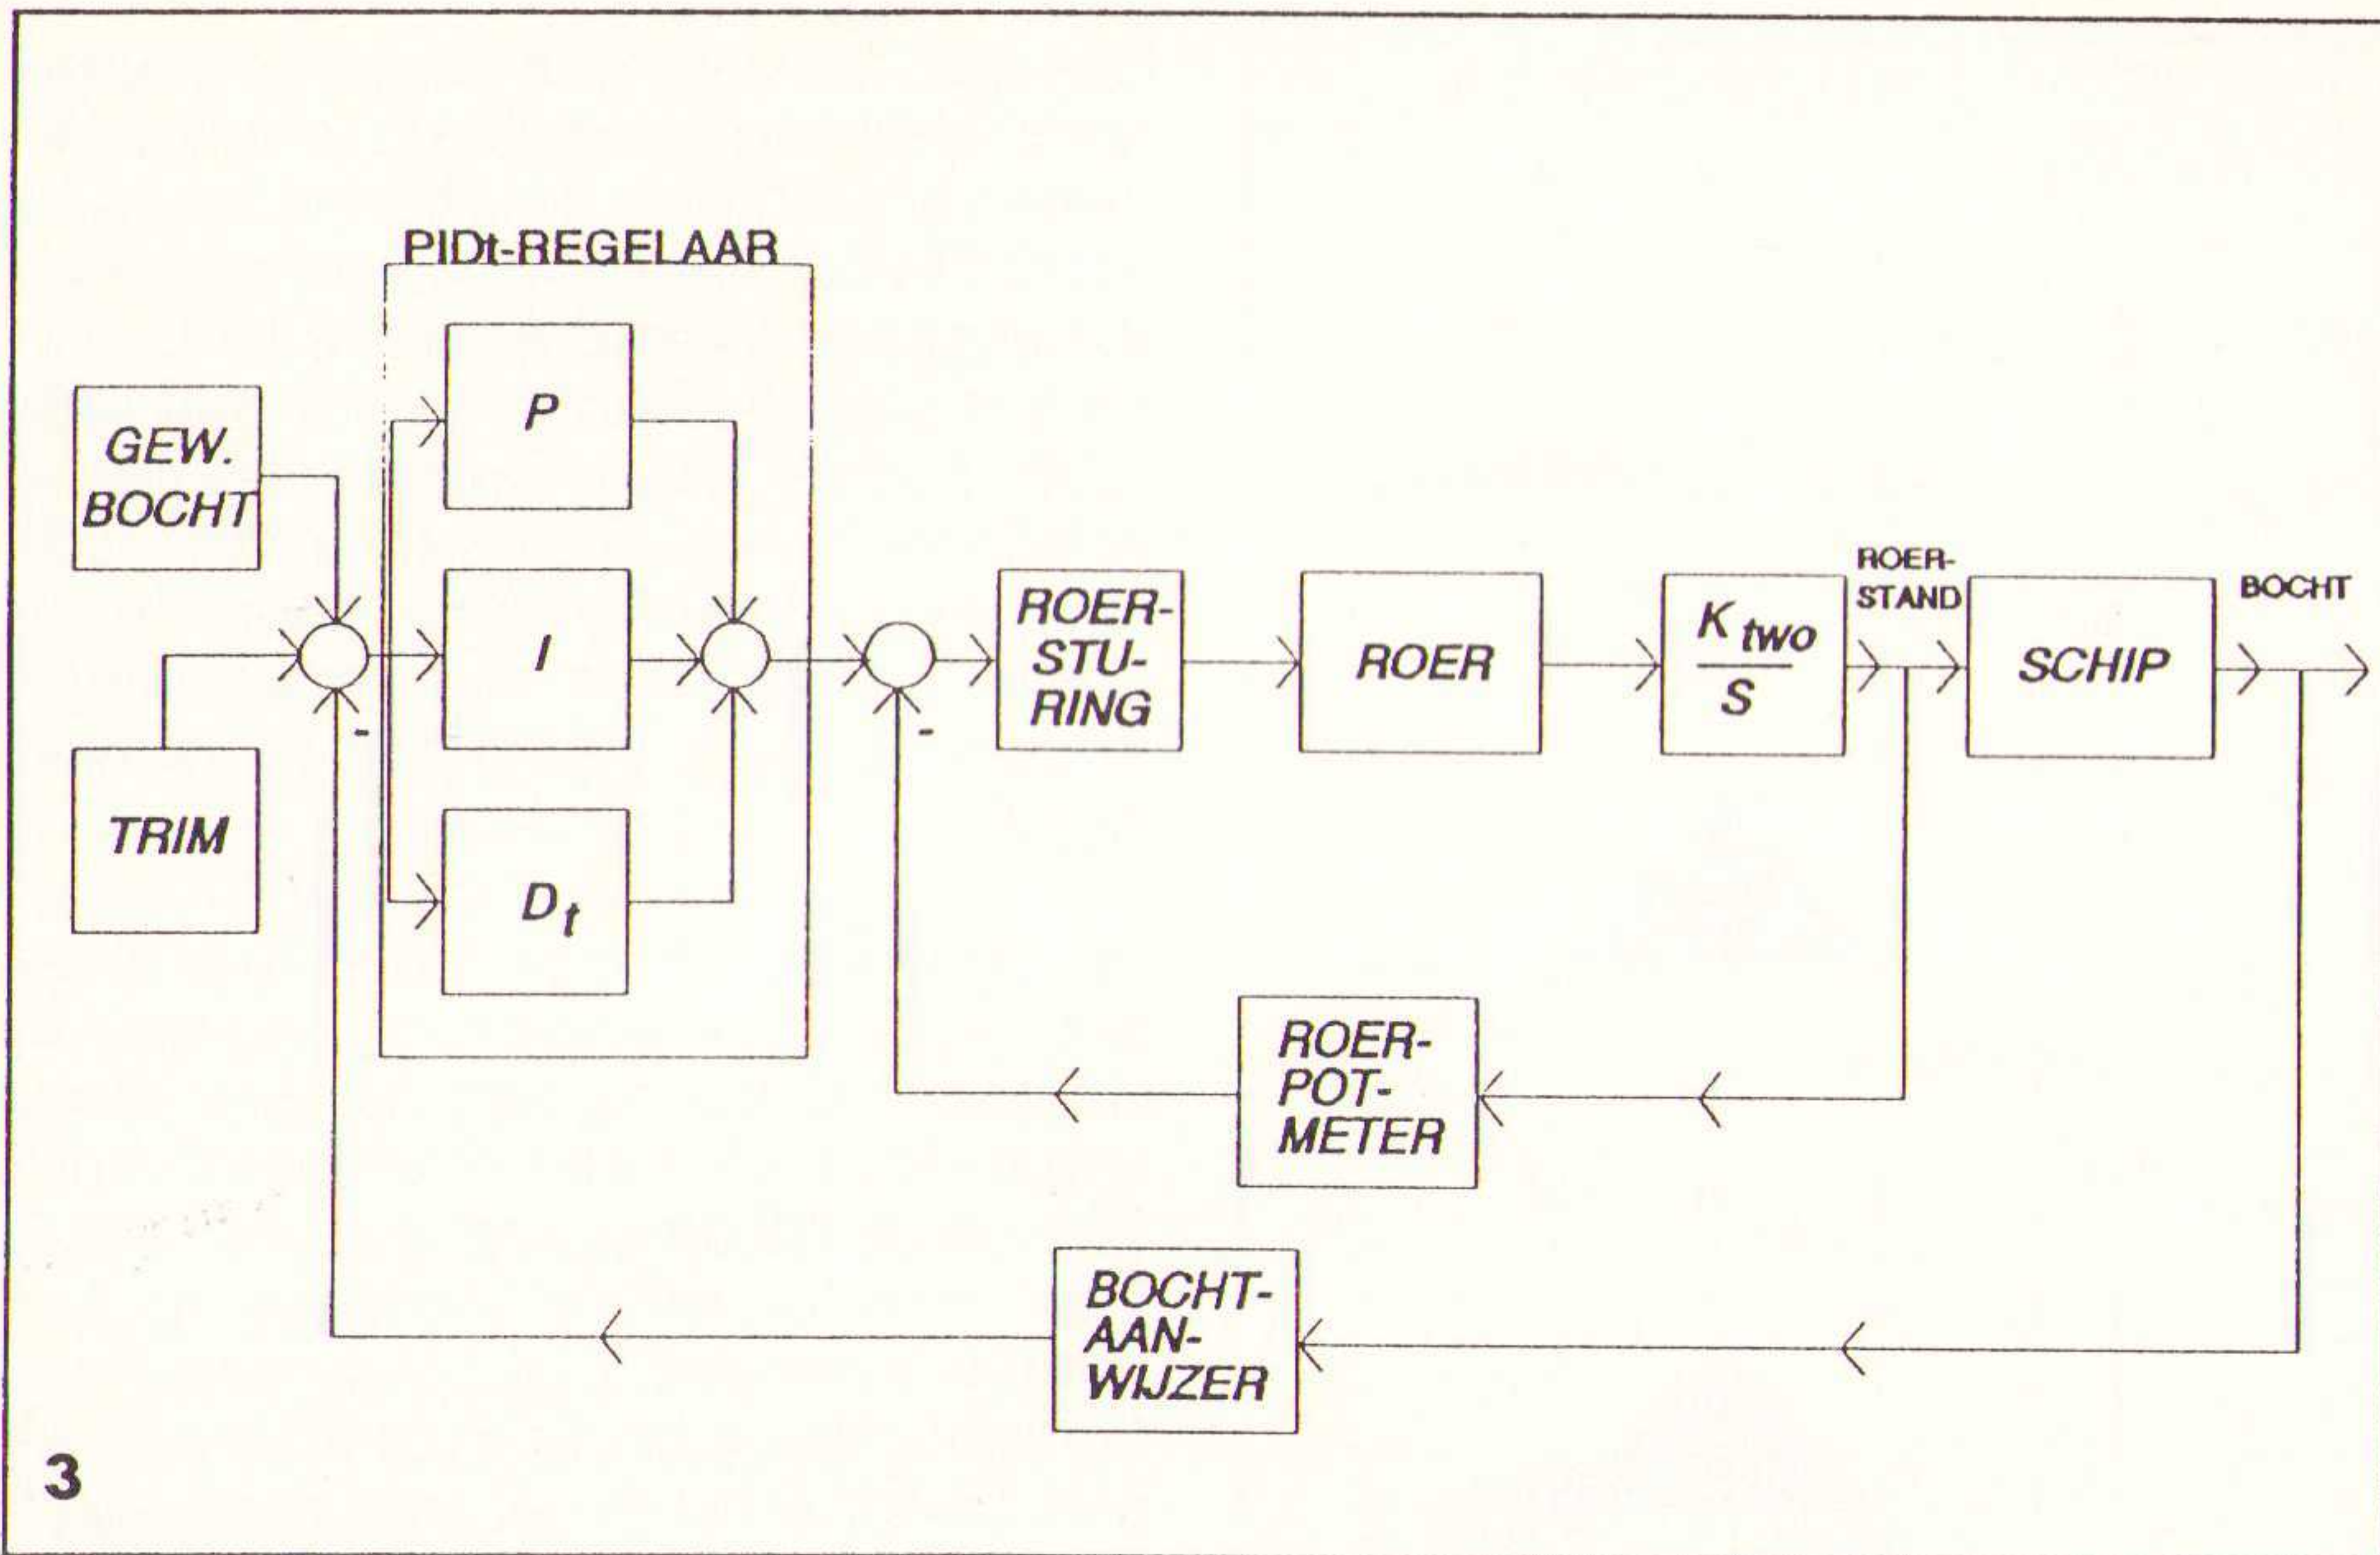 PIDt-REGELAAR
GEW.
BOCHT
TRIM
-
P
I
D t
-
ROER-
STU-
RING
ROER
K two
S
ROER-
STAND
SCHIP
BOCHT
ROER-
POT-
METER
BOCHT-
AAN-
WIJZER
3